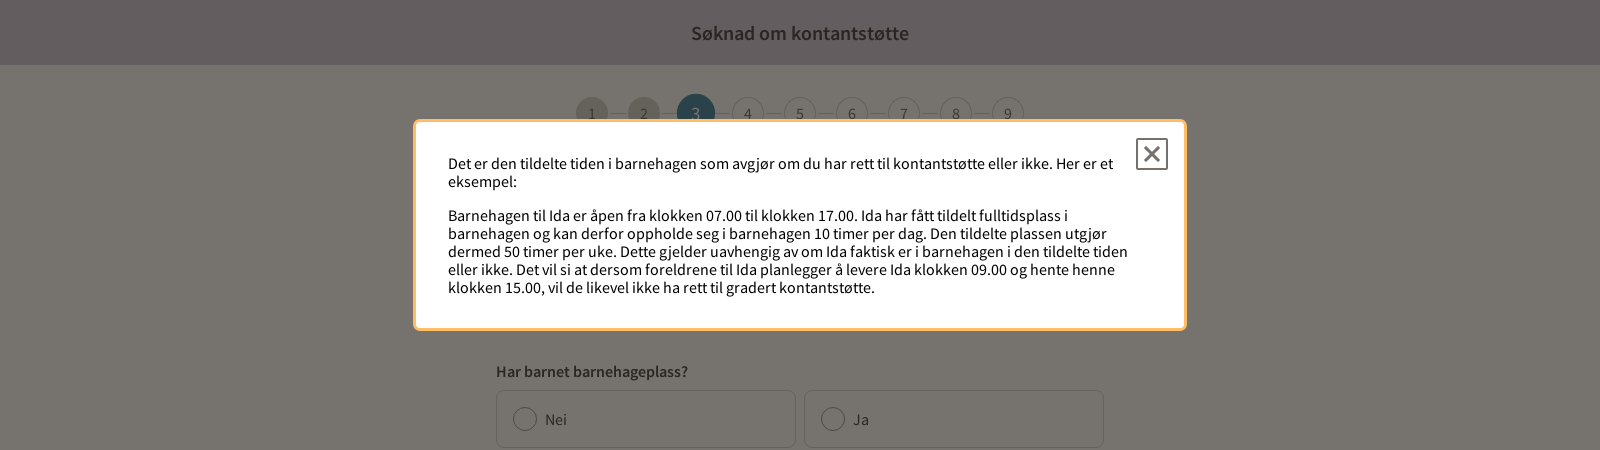 Søknad om kontantstøtte
1 2 3 4 5 6 7 8 9
Det er den tildelte tiden i barnehagen som avgjør om du har rett til kontantstøtte eller ikke. Her er et
eksempel:
Barnehagen til Ida er åpen fra klokken 07.00 til klokken 17.00. Ida har fått tildelt fulltidsplass i
barnehagen og kan derfor oppholde seg i barnehagen 10 timer per dag. Den tildelte plassen utgjør
dermed 50 timer per uke. Dette gjelder uavhengig av om Ida faktisk er i barnehagen i den tildelte tiden
eller ikke. Det vil si at dersom foreldrene til Ida planlegger å levere Ida klokken 09.00 og hente henne
klokken 15.00, vil de likevel ikke ha rett til gradert kontantstøtte.
Har barnet barnehageplass?
Nei Ja